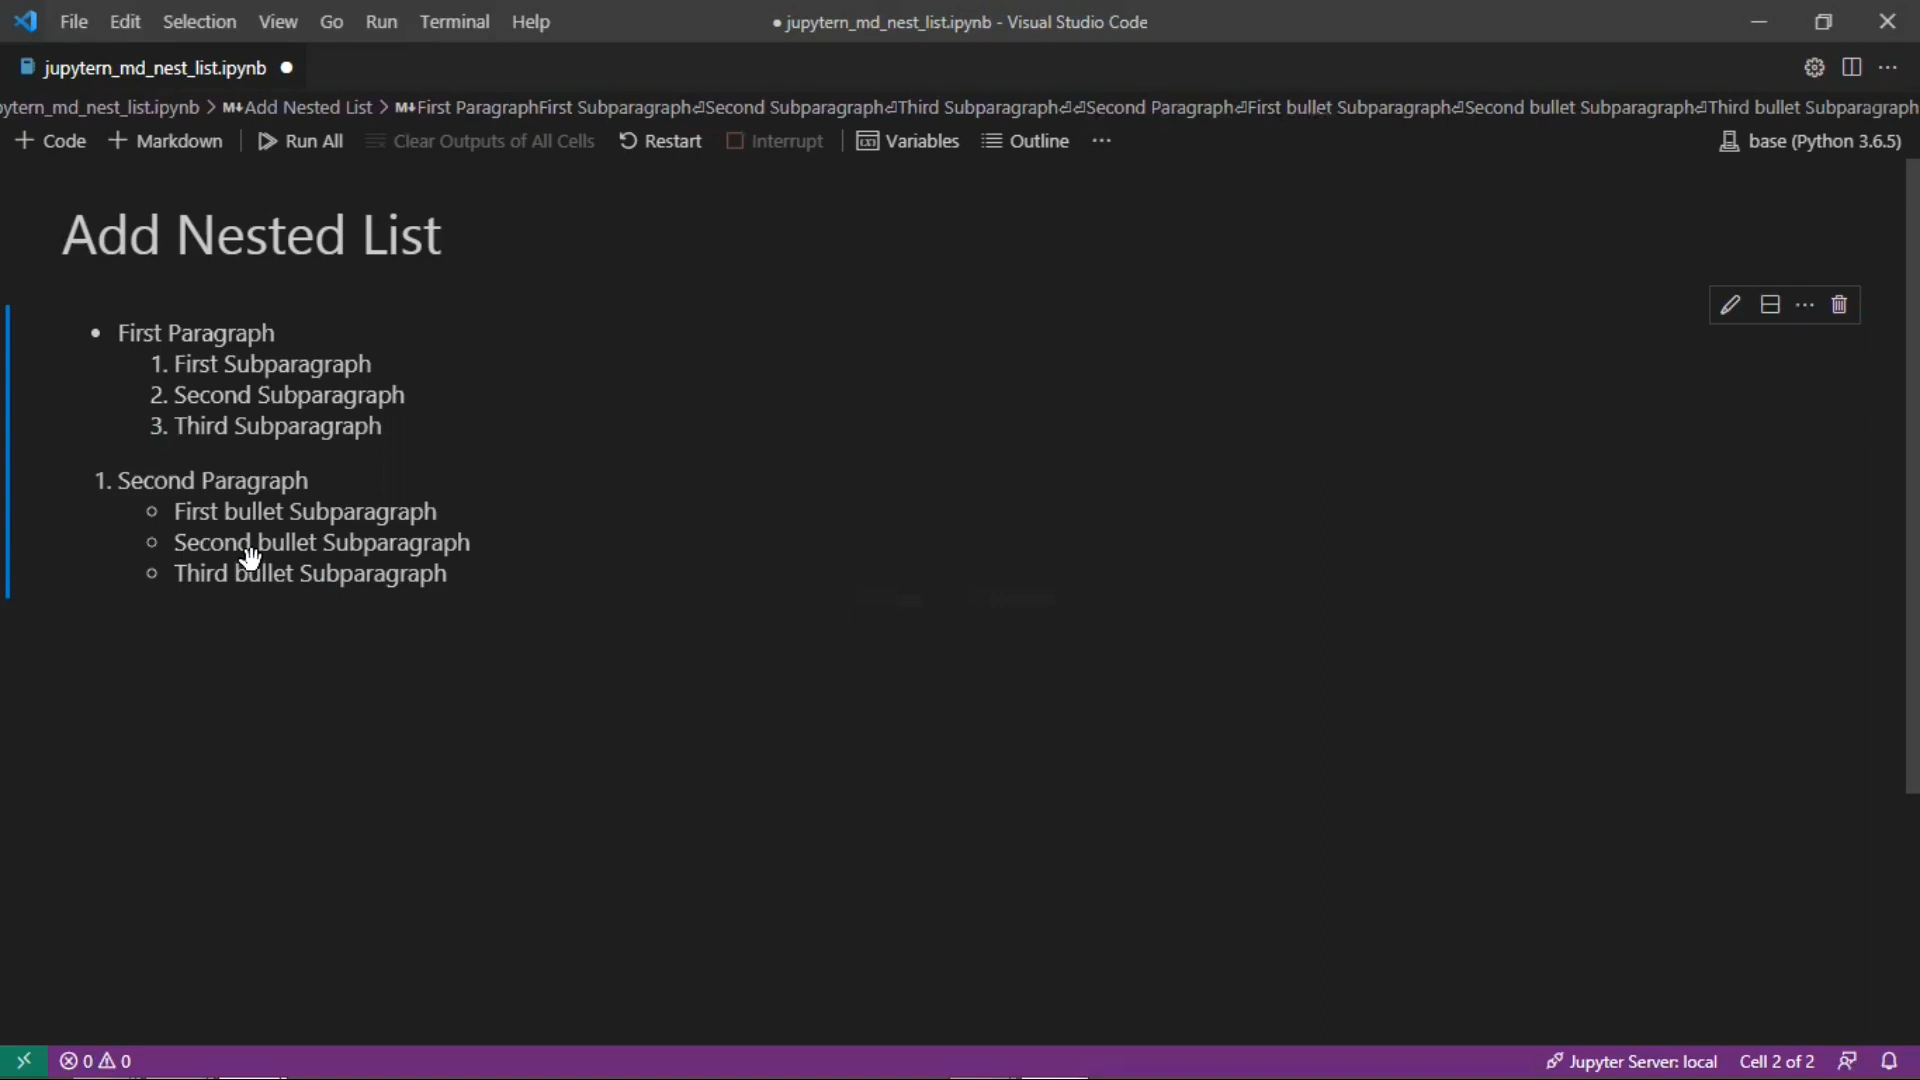 File Edit Selection View Go Run Terminal Help ● jupytern_md_nest_list.ipynb - Visual Studio Code
jupytern_md_nest_list.ipynb ●
ytern_md_nest_list.ipynb > M↓Add Nested List > M↓First ParagraphFirst Subparagraph⏎Second Subparagraph⏎Third Subparagraph⏎⏎Second Paragraph⏎First bullet Subparagraph⏎Second bullet Subparagraph⏎Third bullet Subparagraph
+ Code + Markdown Run All Clear Outputs of All Cells Restart Interrupt Variables Outline ··· base (Python 3.6.5)
Add Nested List
• First Paragraph
1. First Subparagraph
2. Second Subparagraph
3. Third Subparagraph
1. Second Paragraph
○ First bullet Subparagraph
○ Second bullet Subparagraph
○ Third bullet Subparagraph
0 0 Jupyter Server: local Cell 2 of 2